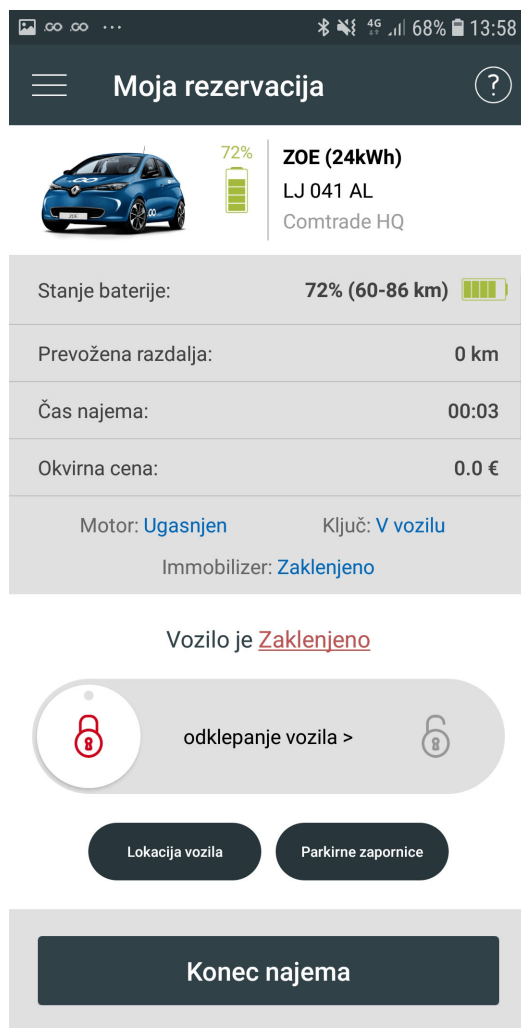 4G 68% 13:58
Moja rezervacija ?
72%
ZOE (24kWh)
LJ 041 AL
Comtrade HQ
Stanje baterije: 72% (60-86 km)
Prevožena razdalja: 0 km
Čas najema: 00:03
Okvirna cena: 0.0 €
Motor: Ugasnjen Ključ: V vozilu
Immobilizer: Zaklenjeno
Vozilo je Zaklenjeno
odklepanje vozila >
Lokacija vozila Parkirne zapornice
Konec najema